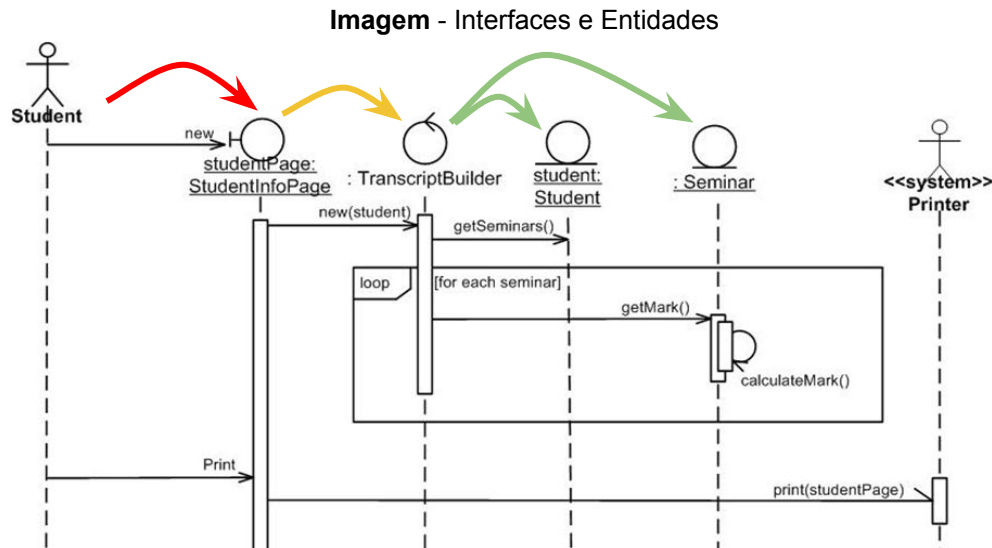 Imagem - Interfaces e Entidades
Student
new
studentPage:
StudentInfoPage
: TranscriptBuilder
student:
Student
: Seminar
<<system>>
Printer
new(student)
getSeminars()
loop
[for each seminar]
getMark()
calculateMark()
Print
print(studentPage)